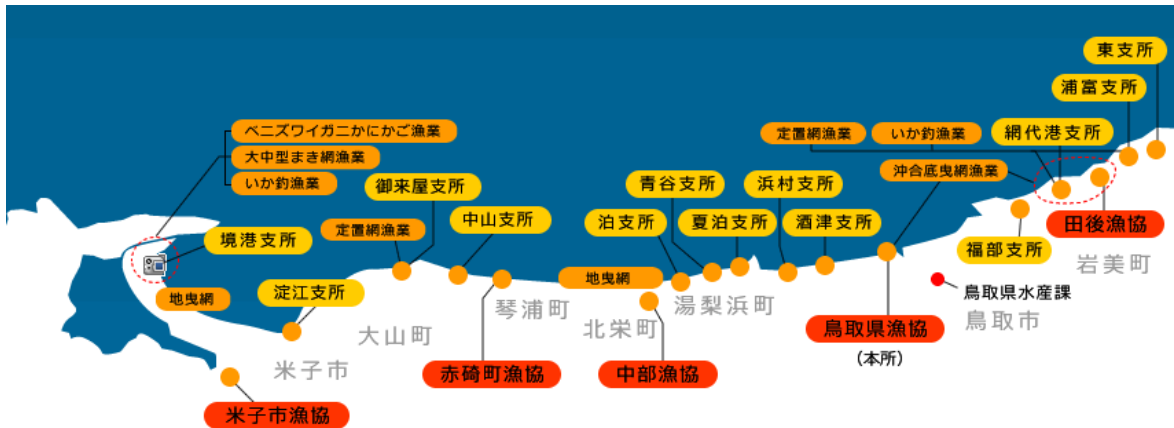 東支所
浦富支所
ベニズワイガニかにかご漁業
定置網漁業
いか釣漁業
網代港支所
大中型まき網漁業
いか釣漁業
御来屋支所
青谷支所
浜村支所
沖合底曳網漁業
中山支所
泊支所
夏泊支所
酒津支所
田後漁協
定置網漁業
境港支所
福部支所
岩美町
地曳網
地曳網
淀江支所
琴浦町
湯梨浜町
鳥取県水産課
北栄町
鳥取市
大山町
鳥取県漁協
(本所)
米子市
赤碕町漁協
中部漁協
米子市漁協